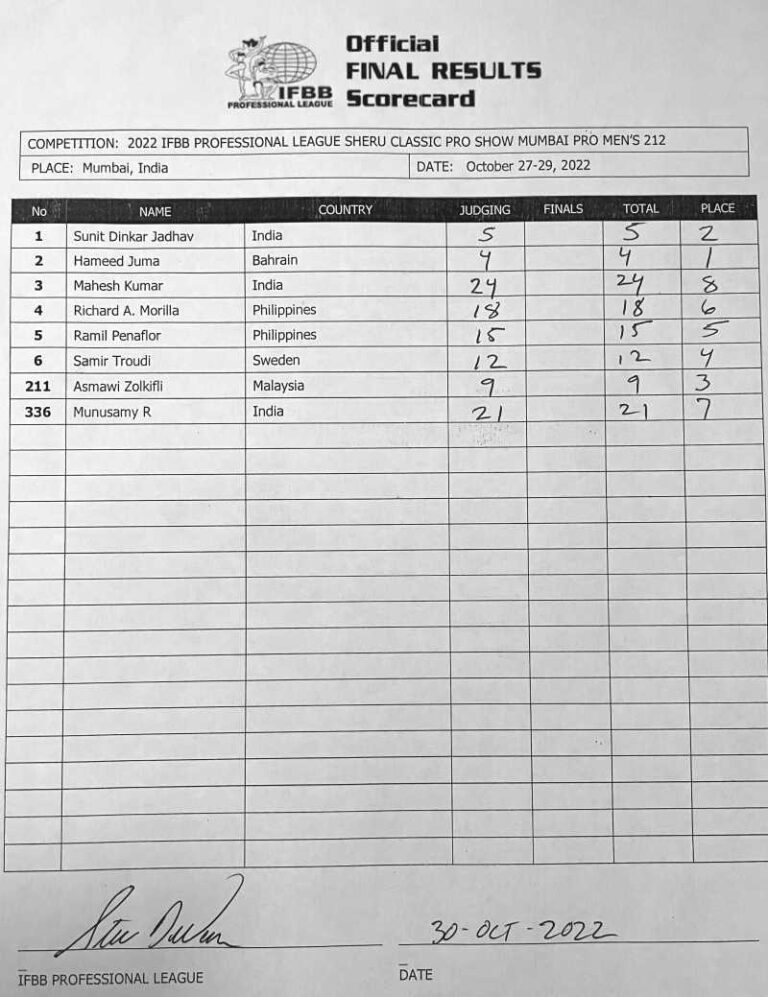 Official
FINAL RESULTS
Scorecard
IFBB
PROFESSIONAL LEAGUE
COMPETITION: 2022 IFBB PROFESSIONAL LEAGUE SHERU CLASSIC PRO SHOW MUMBAI PRO MEN'S 212
PLACE: Mumbai, India DATE: October 27-29, 2022
No NAME COUNTRY JUDGING FINALS TOTAL PLACE
1 Sunit Dinkar Jadhav India 5 5 2
2 Hameed Juma Bahrain 4 4 1
3 Mahesh Kumar India 24 24 8
4 Richard A. Morilla Philippines 18 18 6
5 Ramil Penaflor Philippines 15 15 5
6 Samir Troudi Sweden 12 12 4
211 Asmawi Zolkifli Malaysia 9 9 3
336 Munusamy R India 21 21 7
30-OCT-2022
IFBB PROFESSIONAL LEAGUE DATE